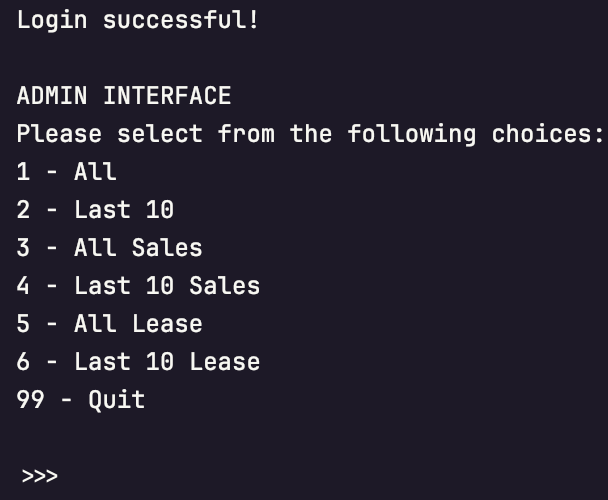 Login successful!
ADMIN INTERFACE
Please select from the following choices:
1 - All
2 - Last 10
3 - All Sales
4 - Last 10 Sales
5 - All Lease
6 - Last 10 Lease
99 - Quit
>>>